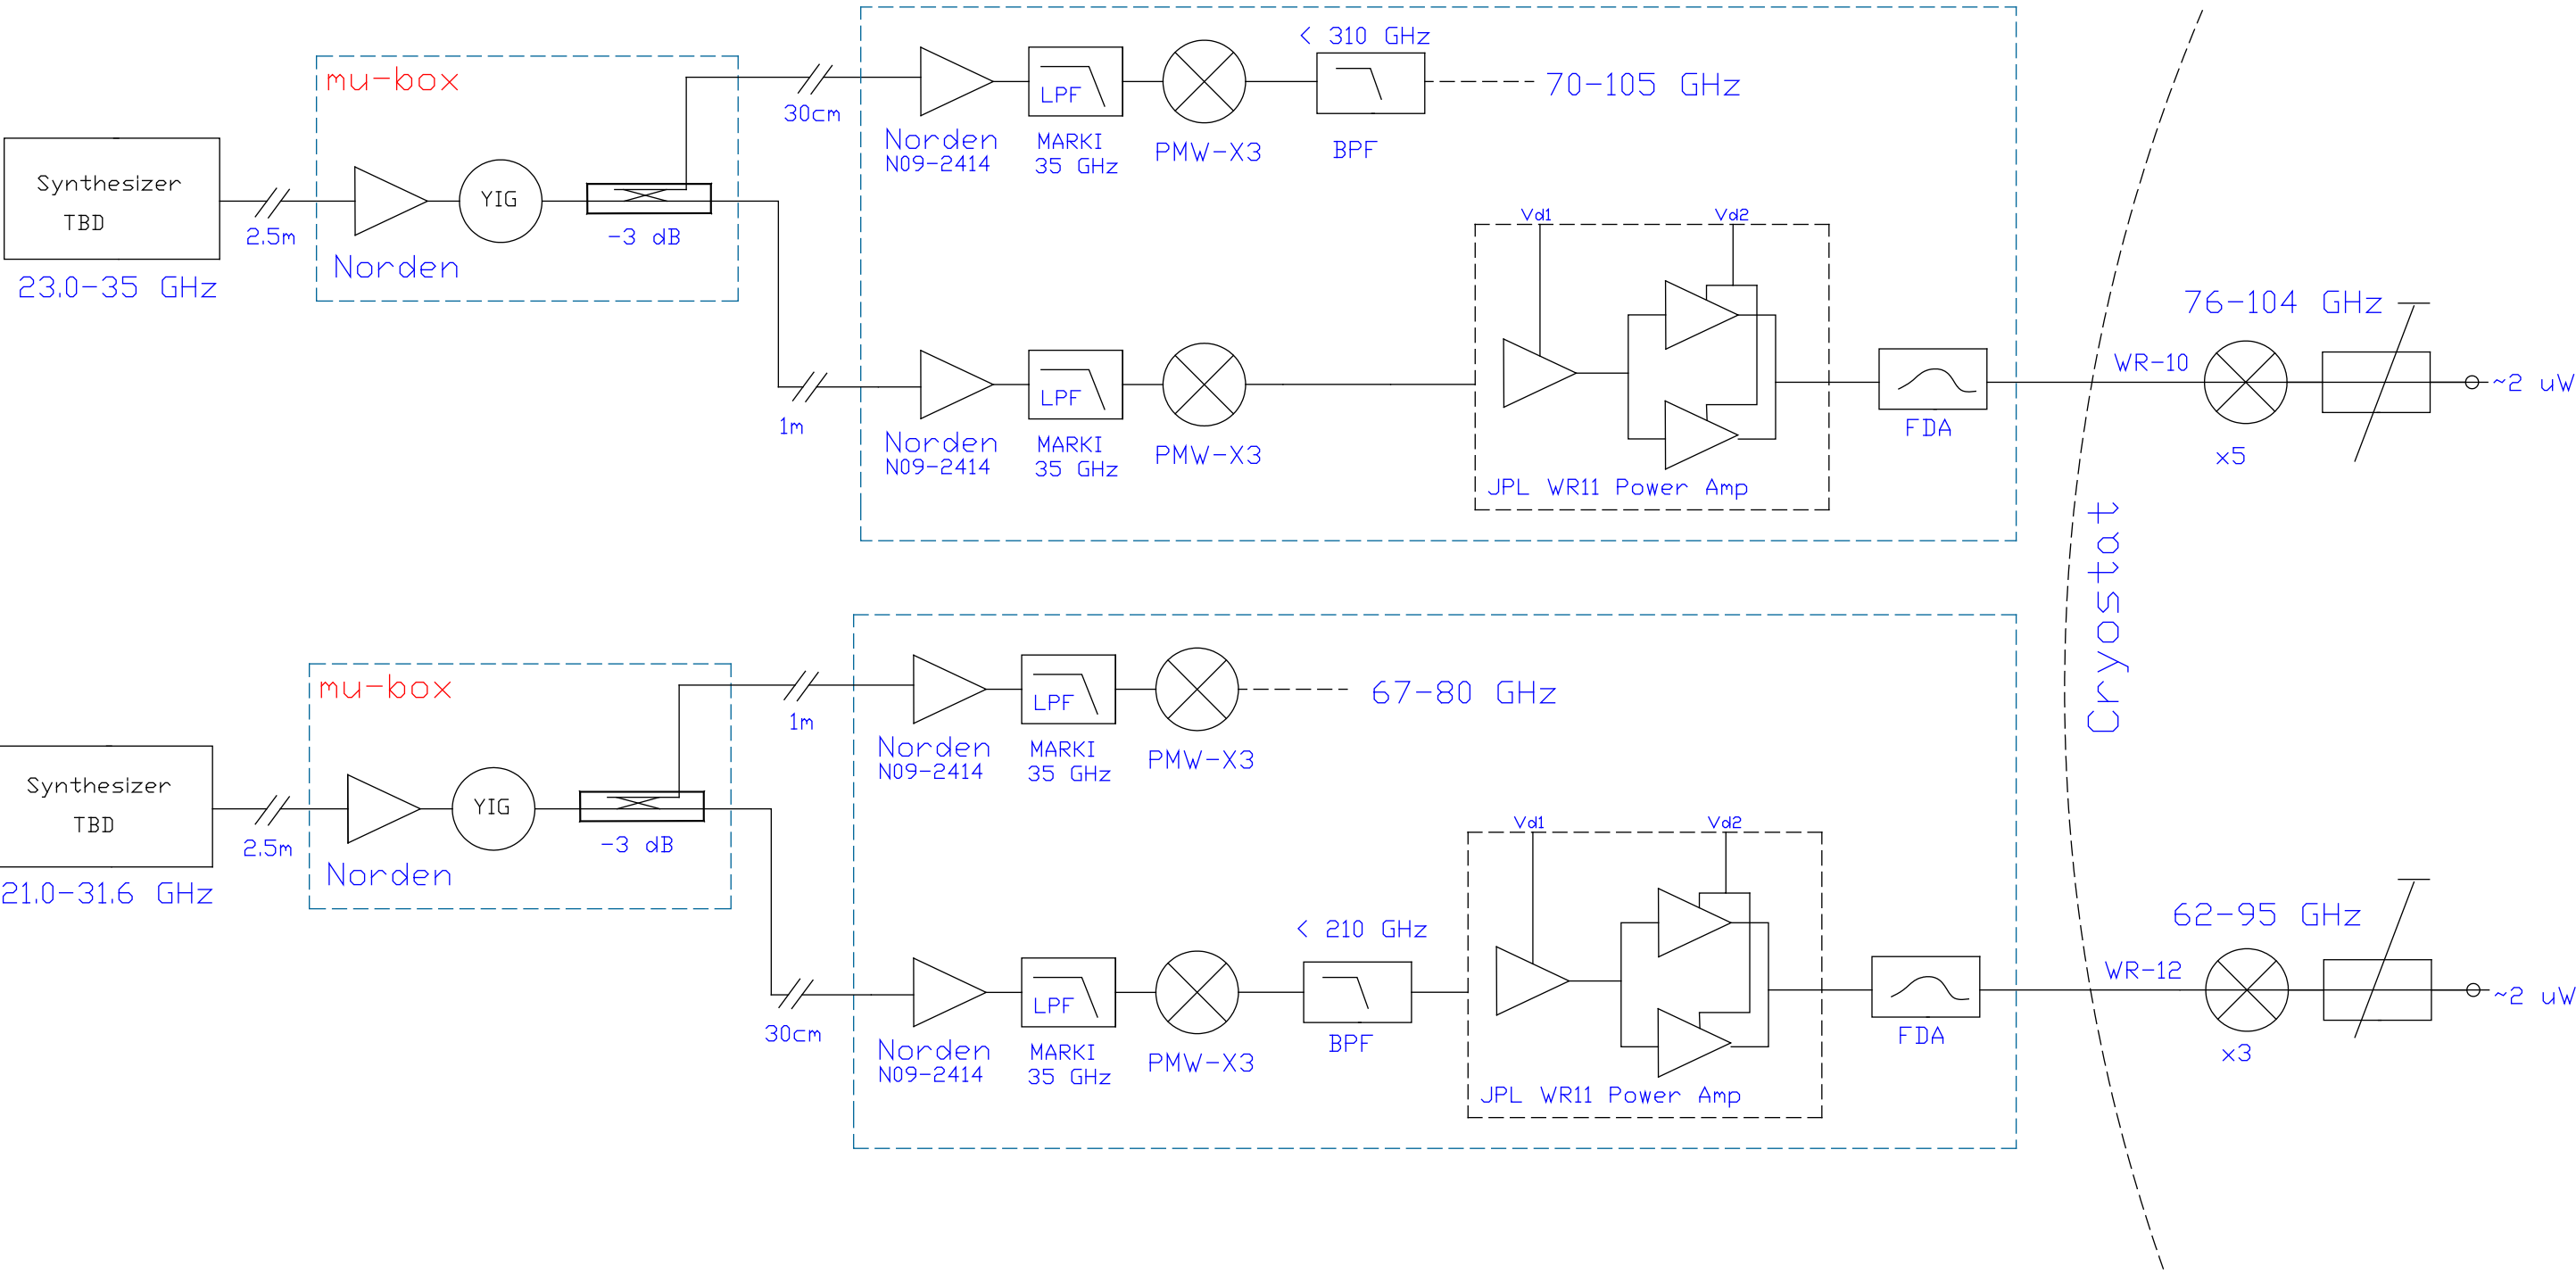 < 310 GHz
mu-box
LPF
70-105 GHz
30cm
Norden
N09-2414
MARKI
35 GHz
PMW-X3
BPF
Synthesizer
TBD
YIG
2.5m
-3 dB
Norden
23.0-35 GHz
Vd1
Vd2
76-104 GHz
WR-10
~2 uW
LPF
1m
Norden
N09-2414
MARKI
35 GHz
PMW-X3
FDA
x5
JPL WR11 Power Amp
Cryostat
mu-box
LPF
67-80 GHz
1m
Norden
N09-2414
MARKI
35 GHz
PMW-X3
Synthesizer
TBD
YIG
2.5m
-3 dB
Norden
21.0-31.6 GHz
Vd1
Vd2
< 210 GHz
62-95 GHz
WR-12
~2 uW
LPF
30cm
Norden
N09-2414
MARKI
35 GHz
PMW-X3
BPF
FDA
x3
JPL WR11 Power Amp